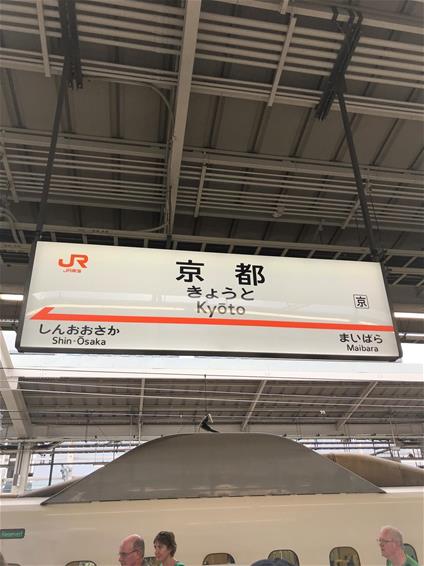 JR
JR東海
京都
きょうと
Kyōto
京
しんおおさか
Shin-Ōsaka
まいばら
Maibara
Reserved